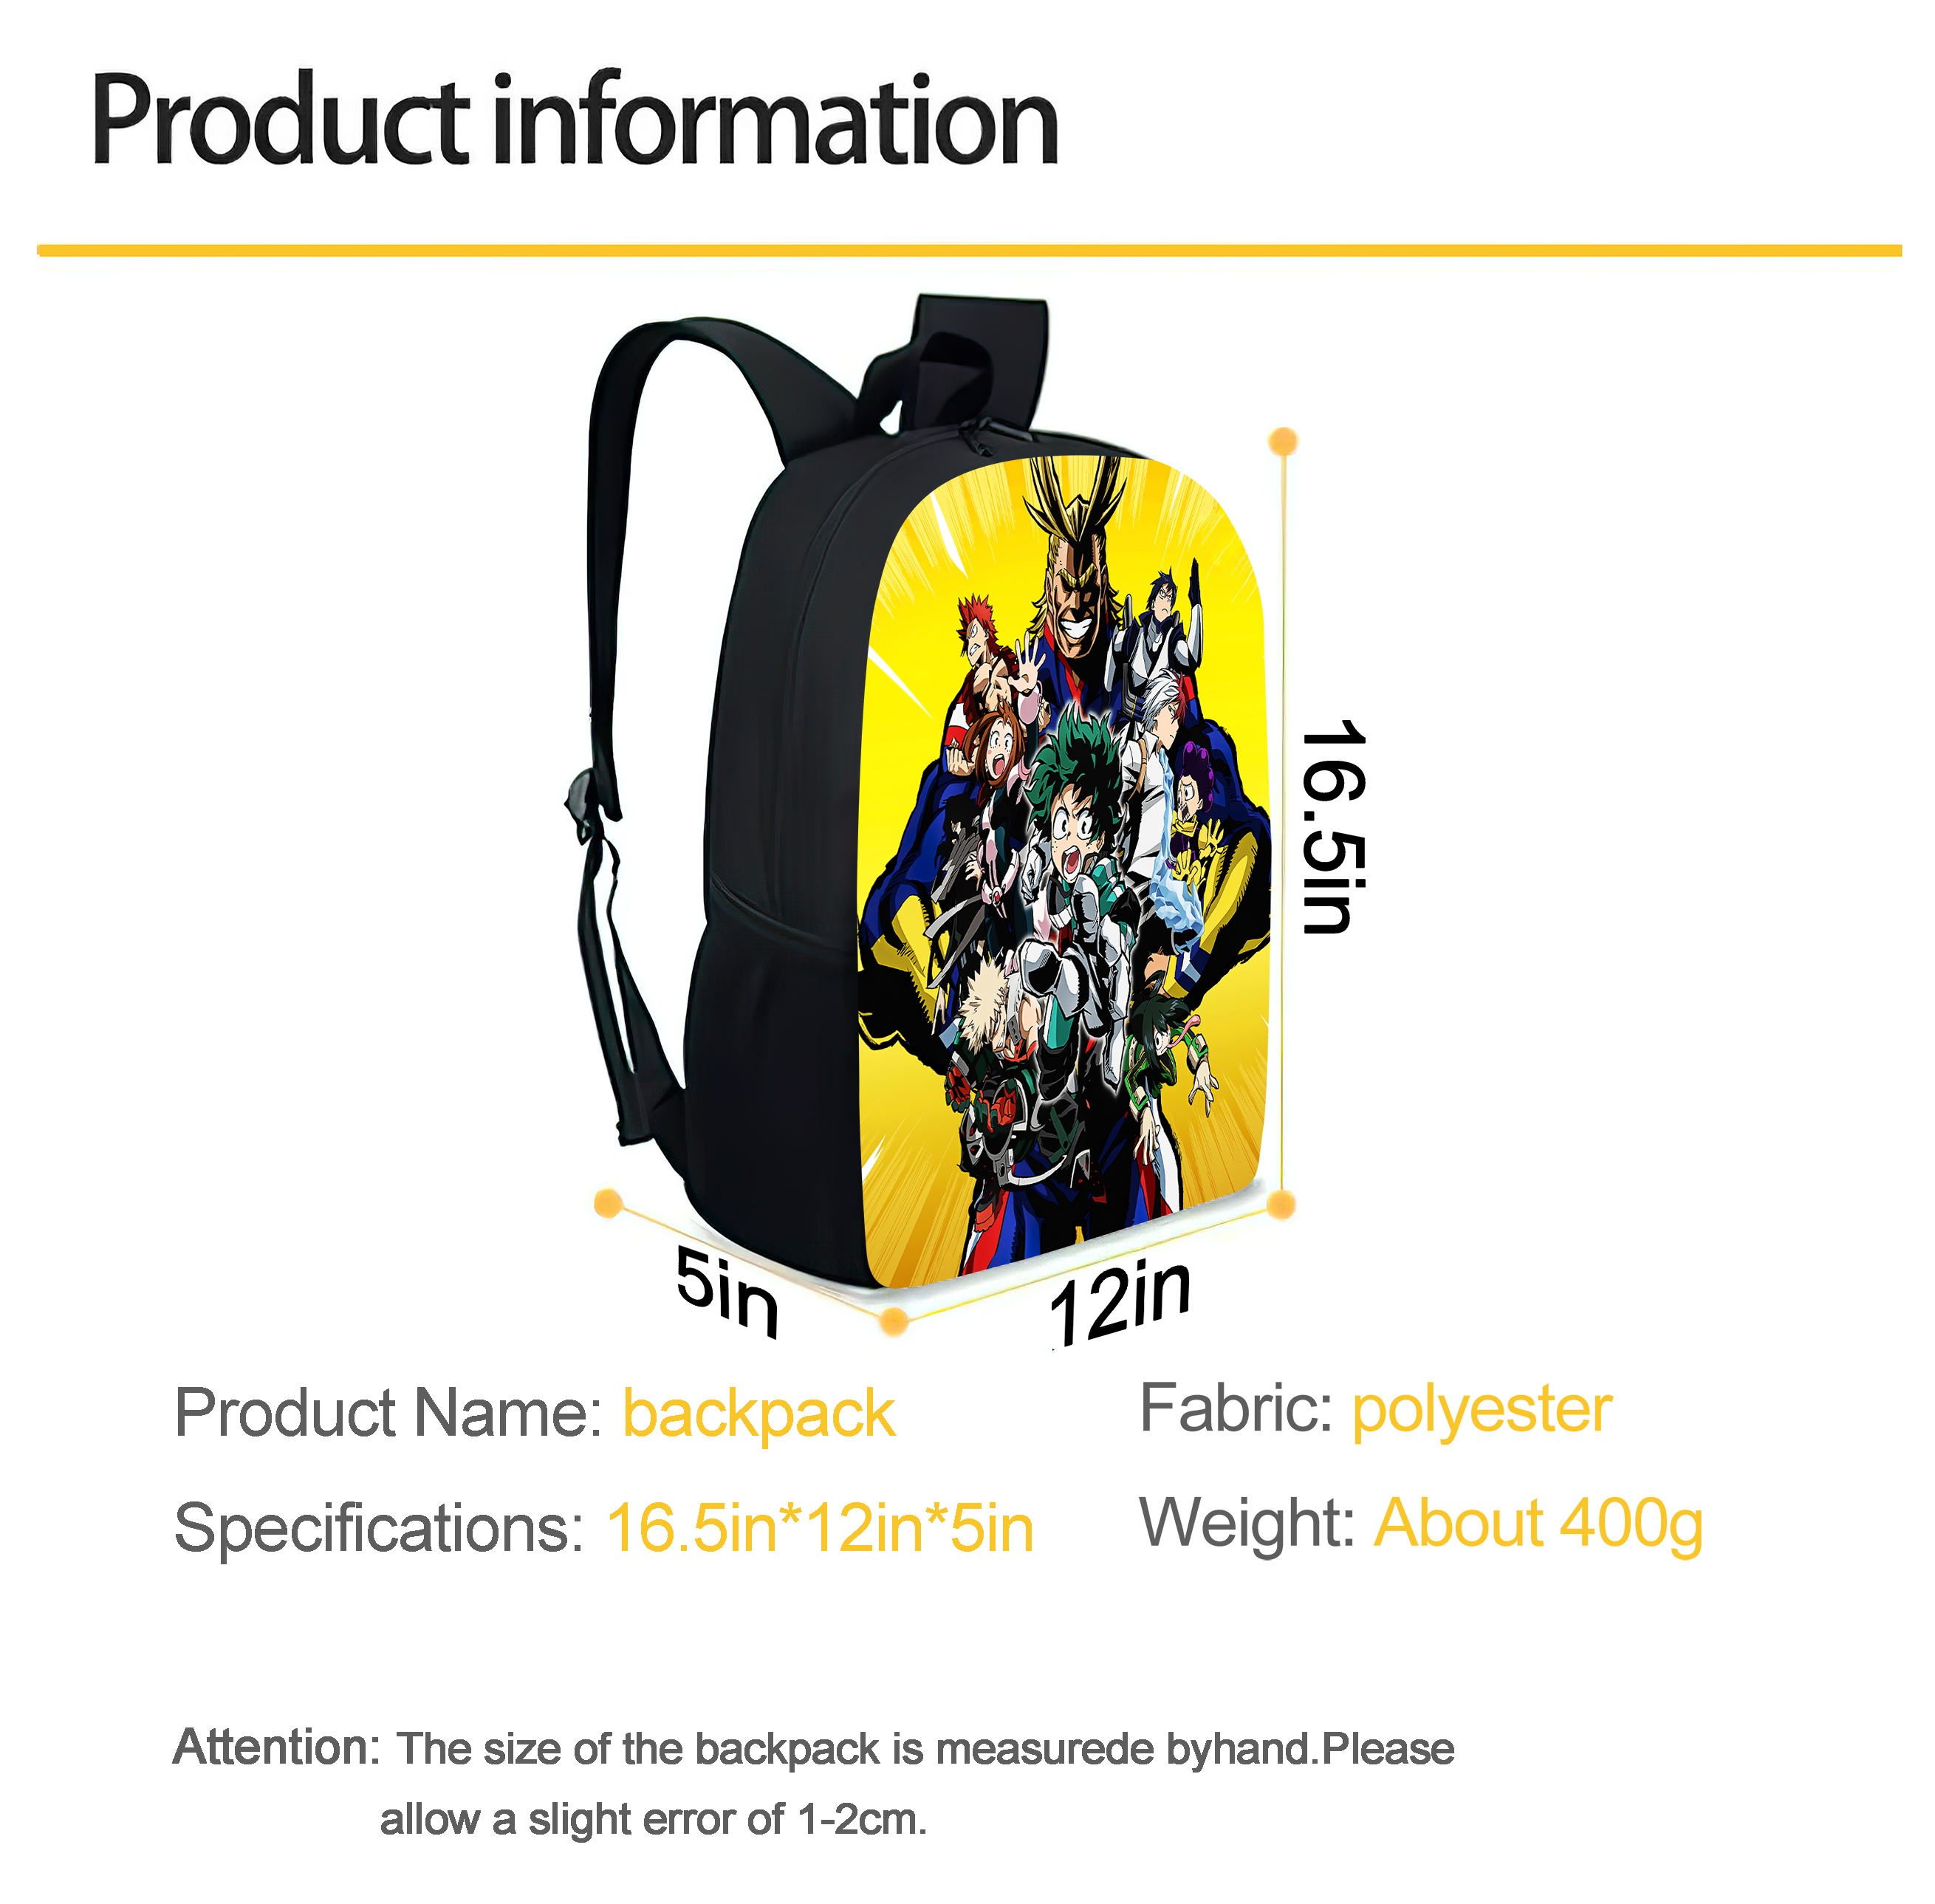 Product information
16.5in
5in
12in
Product Name: backpack
Fabric: polyester
Specifications: 16.5in*12in*5in
Weight: About 400g
Attention: The size of the backpack is measurede byhand.Please
allow a slight error of 1-2cm.